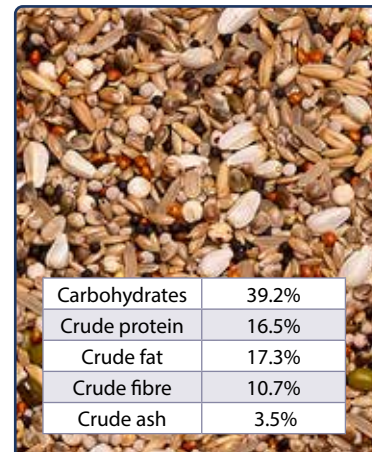 Carbohydrates 39.2%
Crude protein 16.5%
Crude fat 17.3%
Crude fibre 10.7%
Crude ash 3.5%